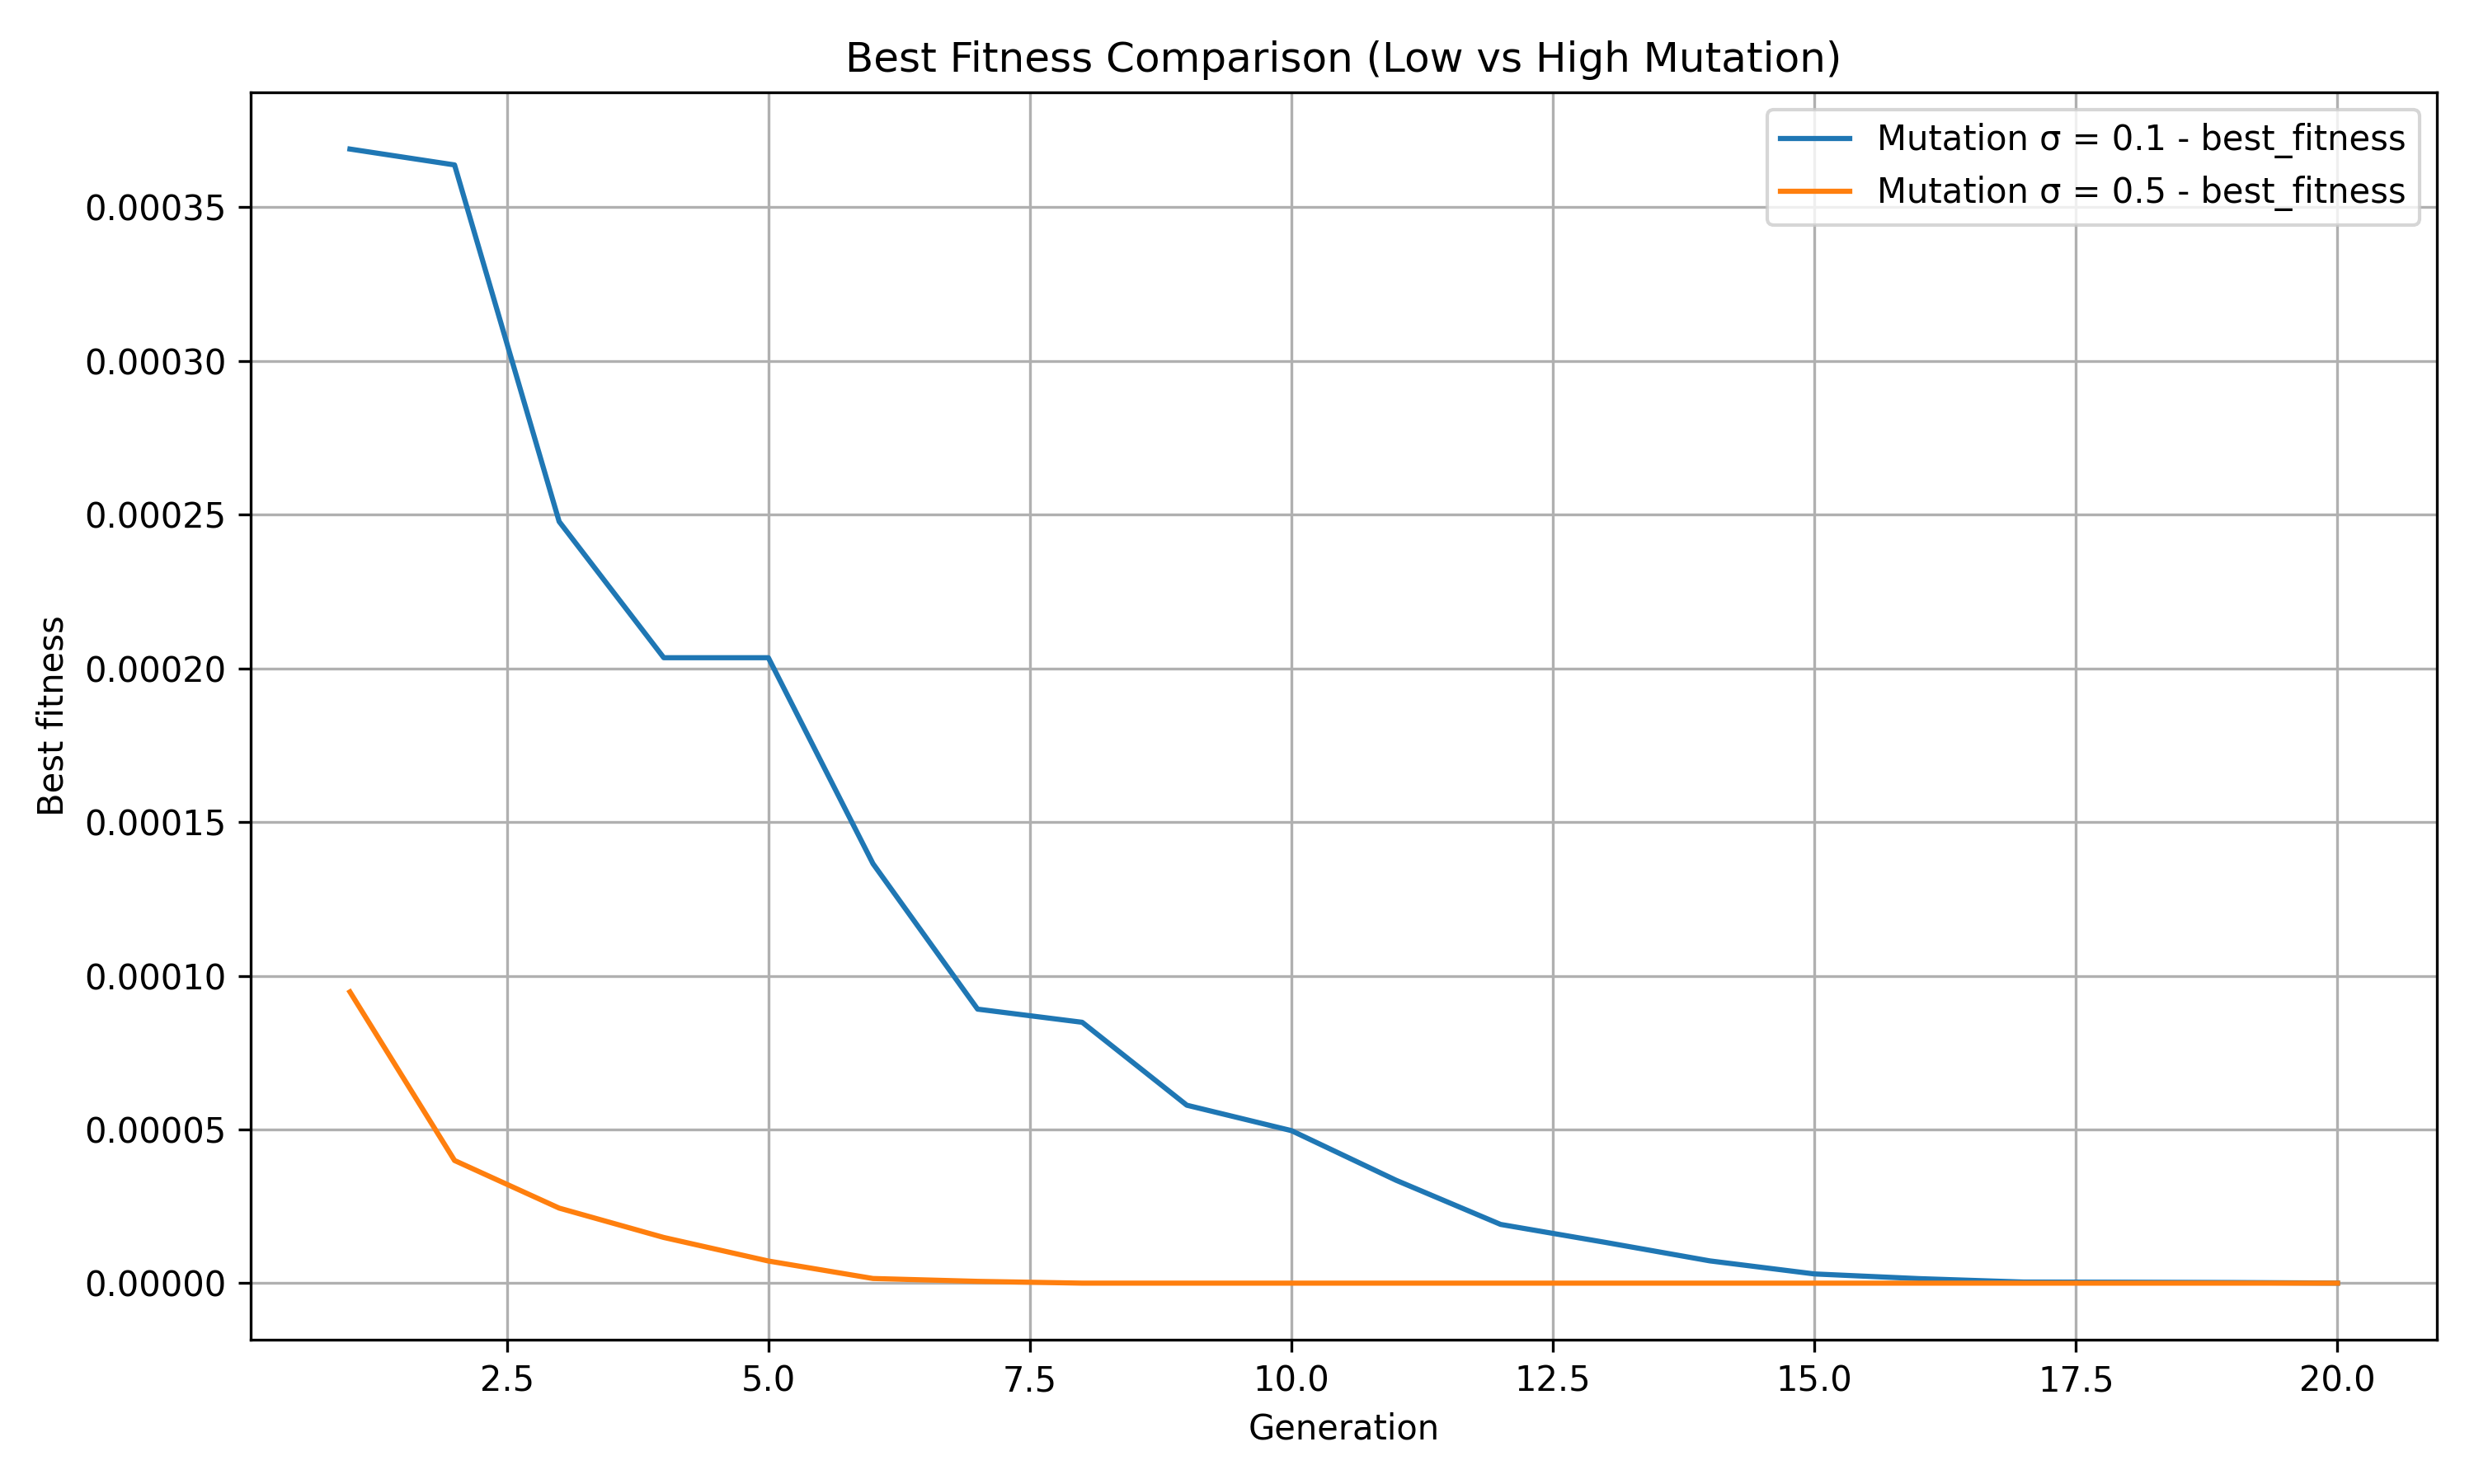 Best Fitness Comparison (Low vs High Mutation)
Mutation σ = 0.1 - best_fitness
Mutation σ = 0.5 - best_fitness
0.00035
0.00030
0.00025
0.00020
0.00015
0.00010
0.00005
0.00000
Best fitness
2.5 5.0 7.5 10.0 12.5 15.0 17.5 20.0
Generation